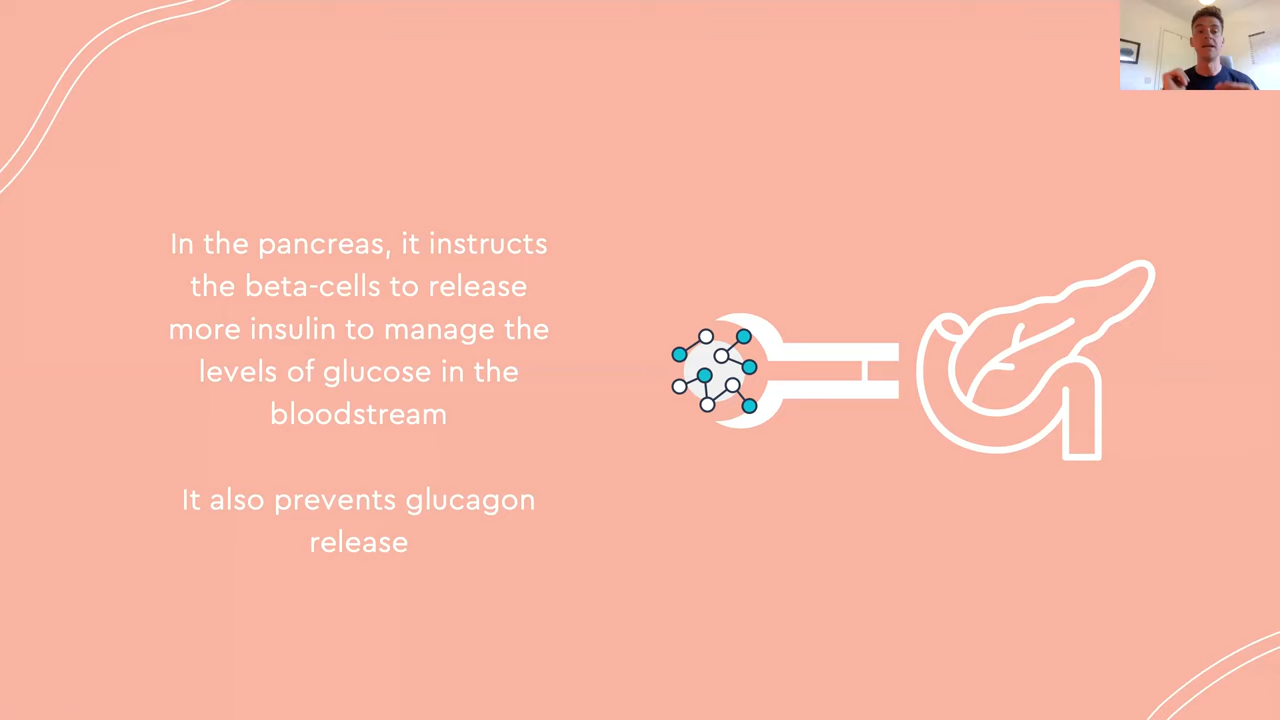 In the pancreas, it instructs
the beta-cells to release
more insulin to manage the
levels of glucose in the
bloodstream
It also prevents glucagon
release